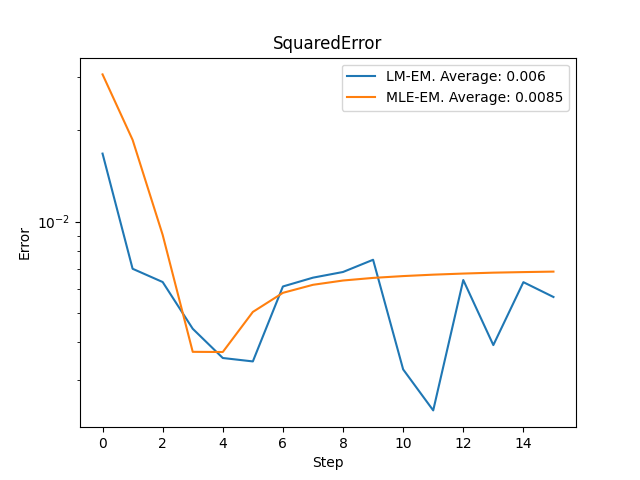 SquaredError
LM-EM. Average: 0.006
MLE-EM. Average: 0.0085
Error
10⁻²
0 2 4 6 8 10 12 14
Step